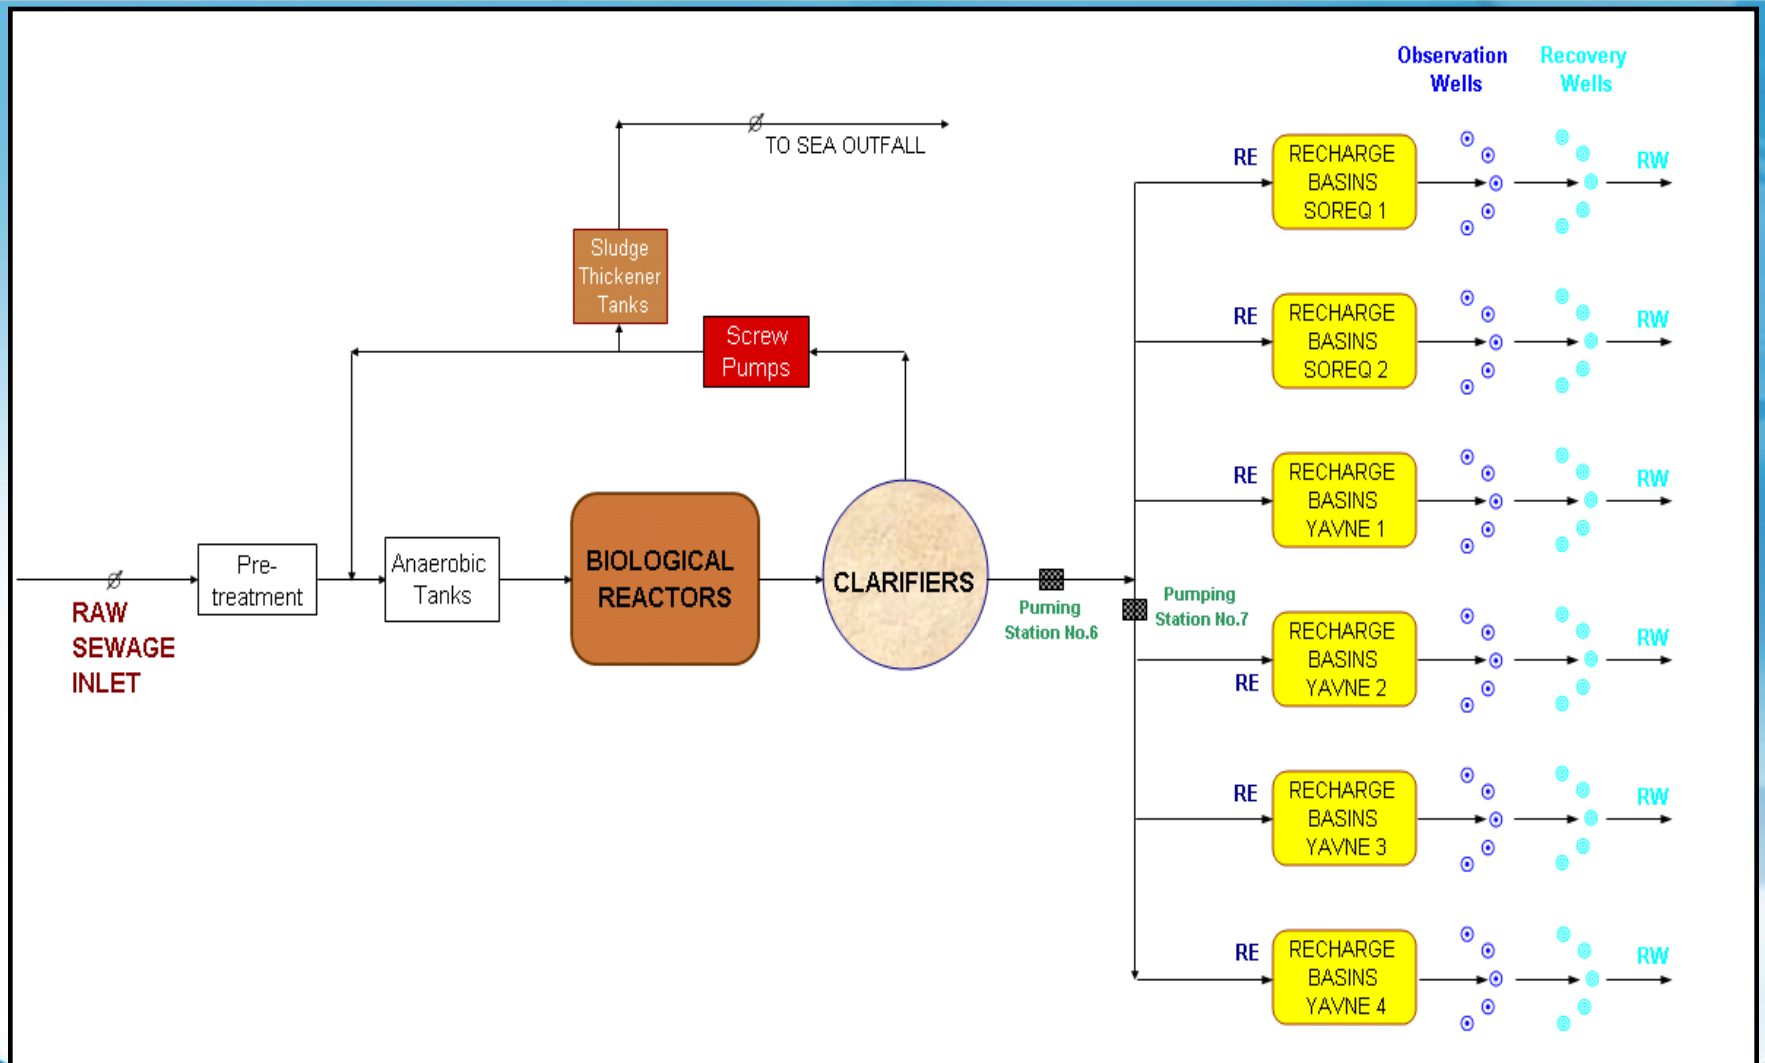 Observation
Wells
Recovery
Wells
TO SEA OUTFALL
Sludge
Thickener
Tanks
Screw
Pumps
RAW
SEWAGE
INLET
Pre-
treatment
Anaerobic
Tanks
BIOLOGICAL
REACTORS
CLARIFIERS
Puming
Station No.6
Pumping
Station No.7
RE
RECHARGE
BASINS
SOREQ 1
RW
RE
RECHARGE
BASINS
SOREQ 2
RW
RE
RECHARGE
BASINS
YAVNE 1
RW
RE
RECHARGE
BASINS
YAVNE 2
RW
RE
RECHARGE
BASINS
YAVNE 3
RW
RE
RECHARGE
BASINS
YAVNE 4
RW